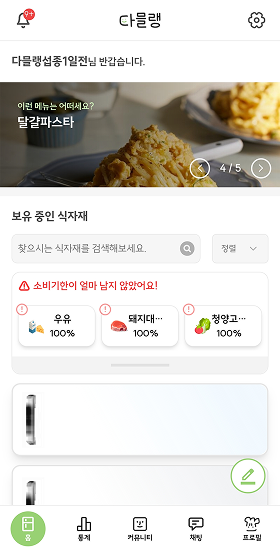 9+
다믈랭
다믈랭섭종1일전님 반갑습니다.
이런 메뉴는 어떠세요?
달걀파스타
4 / 5
보유 중인 식자재
찾으시는 식자재를 검색해보세요.
정렬
소비기한이 얼마 남지 않았어요!
우유
100%
돼지대…
100%
청양고…
100%
홈
통계
커뮤니티
채팅
프로필